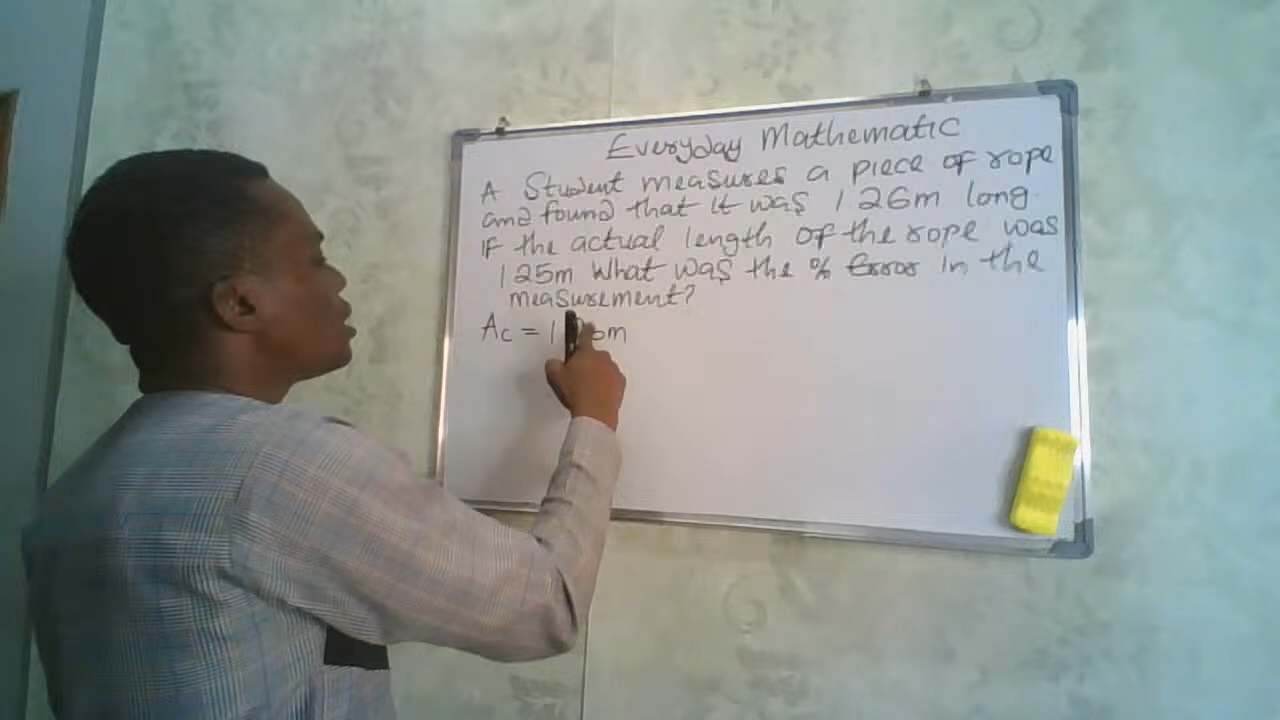 Everyday Mathematic
A Student measures a piece of rope
and found that it was 1.26m long.
If the actual length of the rope was
1.25m what was the % Error in the
measurement?
Ac =